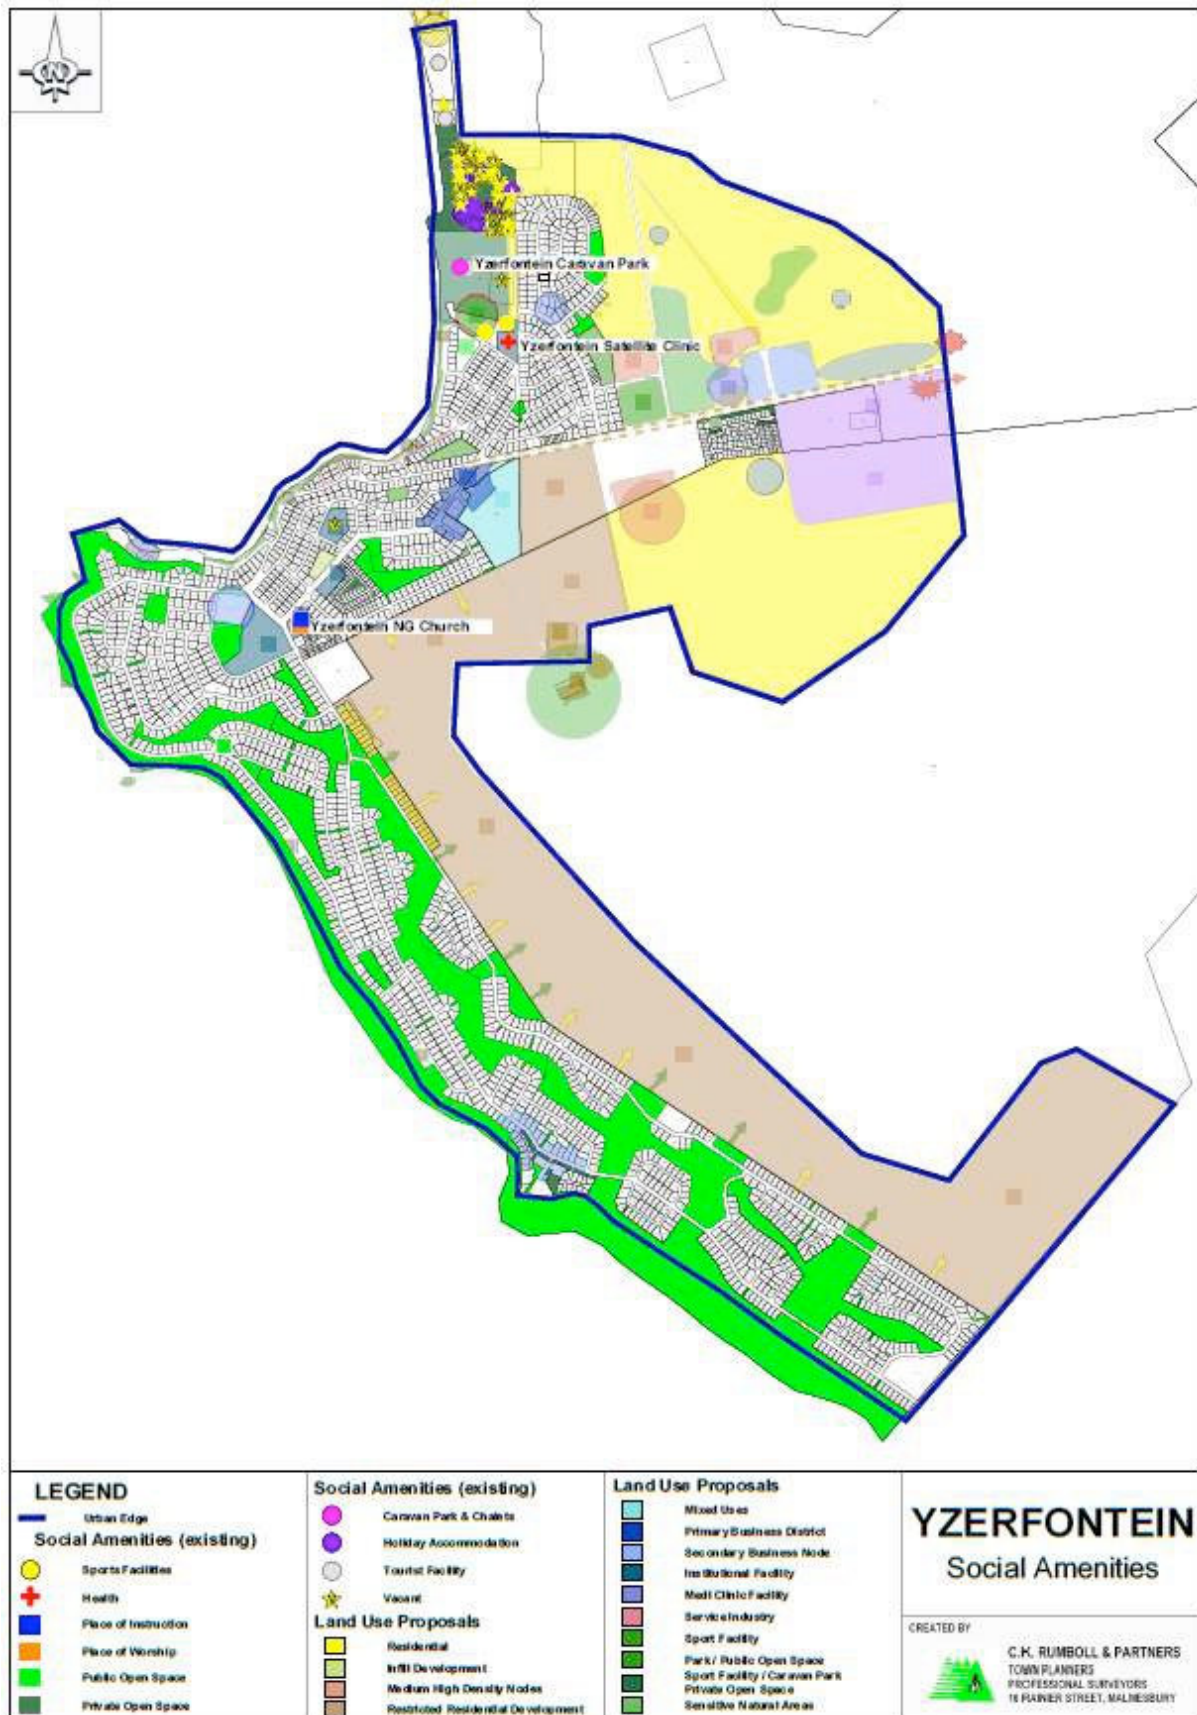 N
Yzerfontein Caravan Park
Yzerfontein Satellite Clinic
Yzerfontein NG Church
LEGEND
Urban Edge
Social Amenities (existing)
Sports Facilities
Health
Place of Instruction
Place of Worship
Public Open Space
Private Open Space
Social Amenities (existing)
Caravan Park & Chalets
Holiday Accommodation
Tourist Facility
Vacant
Land Use Proposals
Residential
Infill Development
Medium High Density Nodes
Restricted Residential Development
Land Use Proposals
Mixed Uses
Primary Business District
Secondary Business Node
Institutional Facility
Medi Clinic Facility
Service Industry
Sport Facility
Park / Public Open Space
Sport Facility / Caravan Park
Private Open Space
Sensitive Natural Areas
YZERFONTEIN
Social Amenities
CREATED BY
C.K. RUMBOLL & PARTNERS
TOWN PLANNERS
PROFESSIONAL SURVEYORS
16 RAINIER STREET, MALMESBURY